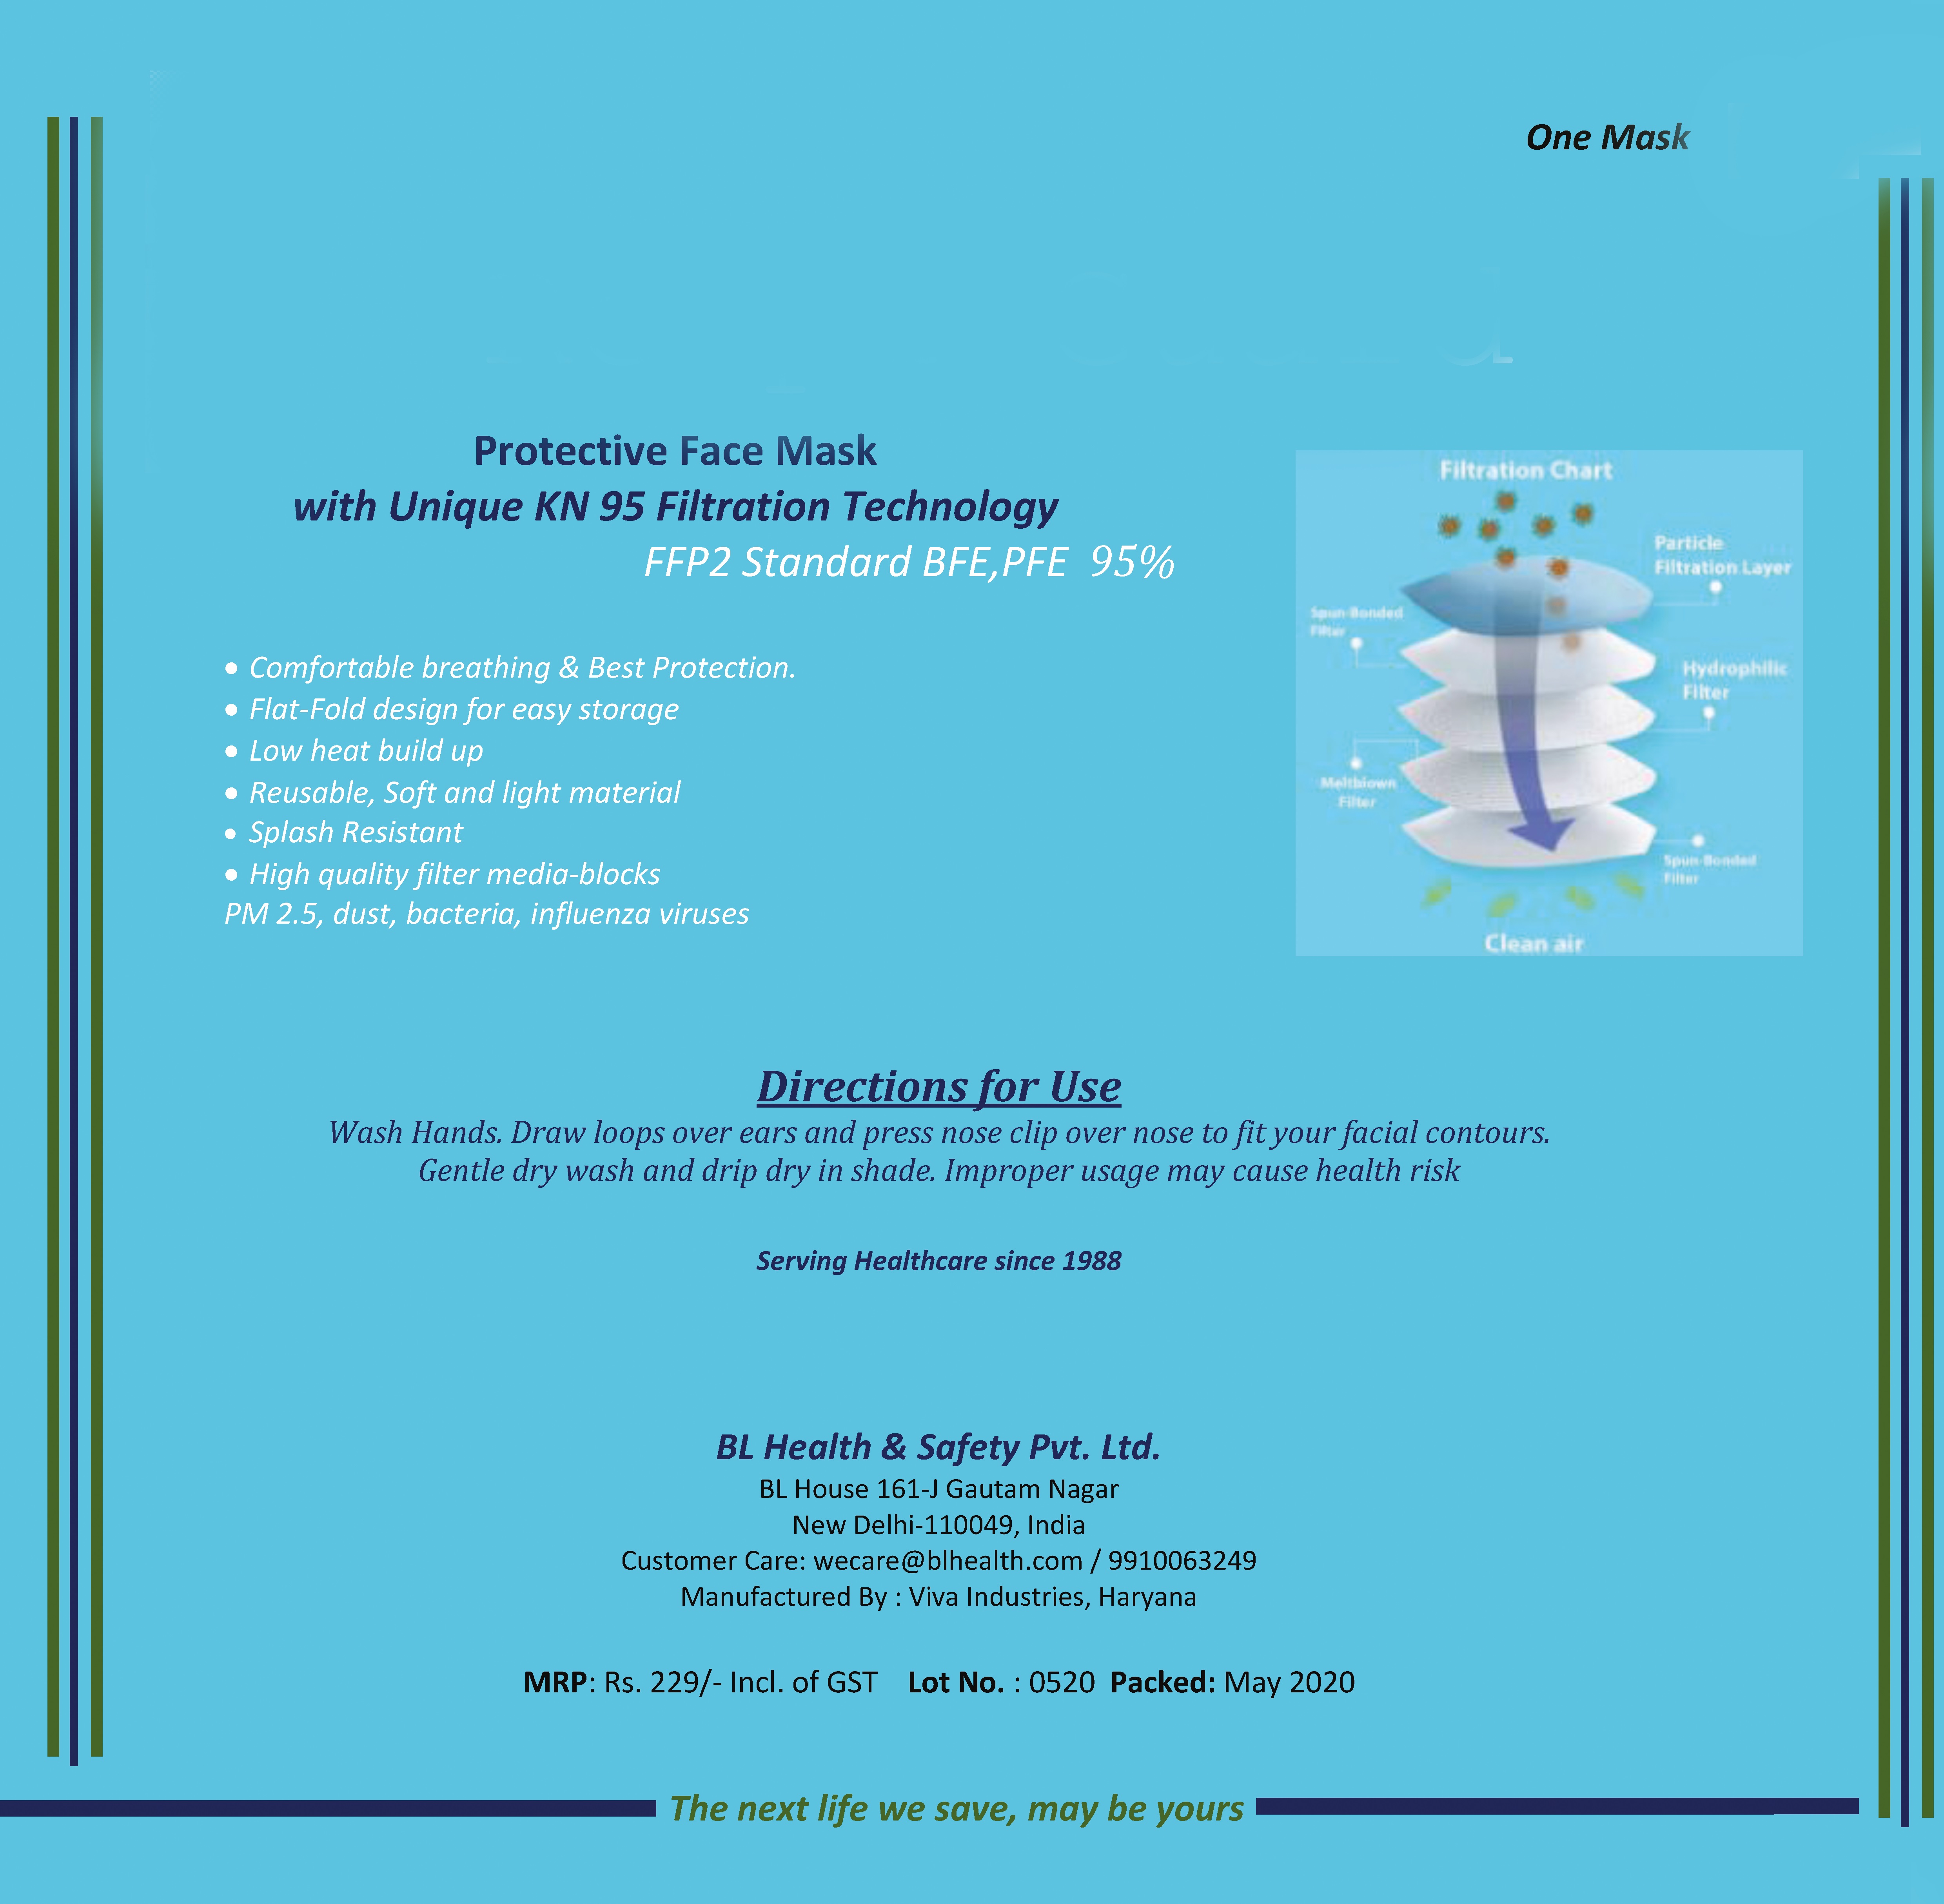 One Mask
Protective Face Mask
with Unique KN 95 Filtration Technology
FFP2 Standard BFE,PFE 95%
• Comfortable breathing & Best Protection.
• Flat-Fold design for easy storage
• Low heat build up
• Reusable, Soft and light material
• Splash Resistant
• High quality filter media-blocks
PM 2.5, dust, bacteria, influenza viruses
Filtration Chart
Particle
Filtration Layer
Spun-Bonded
Filter
Hydrophilic
Filter
Meltblown
Filter
Spun-Bonded
Filter
Clean air
Directions for Use
Wash Hands. Draw loops over ears and press nose clip over nose to fit your facial contours.
Gentle dry wash and drip dry in shade. Improper usage may cause health risk
Serving Healthcare since 1988
BL Health & Safety Pvt. Ltd.
BL House 161-J Gautam Nagar
New Delhi-110049, India
Customer Care: wecare@blhealth.com / 9910063249
Manufactured By : Viva Industries, Haryana
MRP: Rs. 229/- Incl. of GST Lot No. : 0520 Packed: May 2020
The next life we save, may be yours